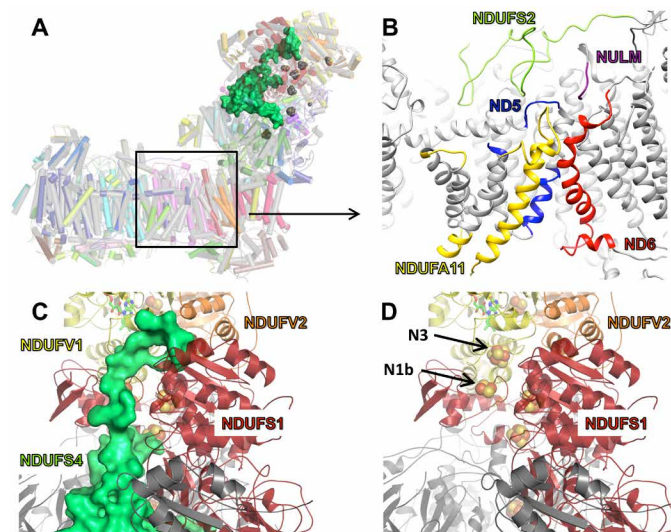 A
B
NDUFS2
NULM
ND5
ND6
NDUFA11
C
NDUFV2
NDUFV1
NDUFS1
NDUFS4
D
NDUFV2
N3
N1b
NDUFS1